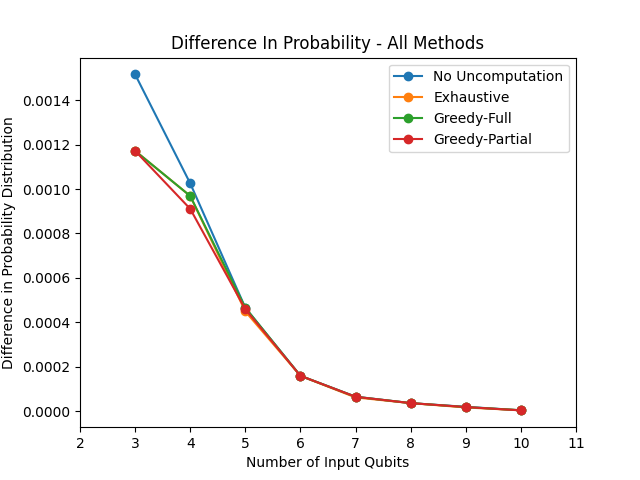 Difference In Probability - All Methods
No Uncomputation
Exhaustive
Greedy-Full
Greedy-Partial
Difference in Probability Distribution
0.0014
0.0012
0.0010
0.0008
0.0006
0.0004
0.0002
0.0000
2 3 4 5 6 7 8 9 10 11
Number of Input Qubits